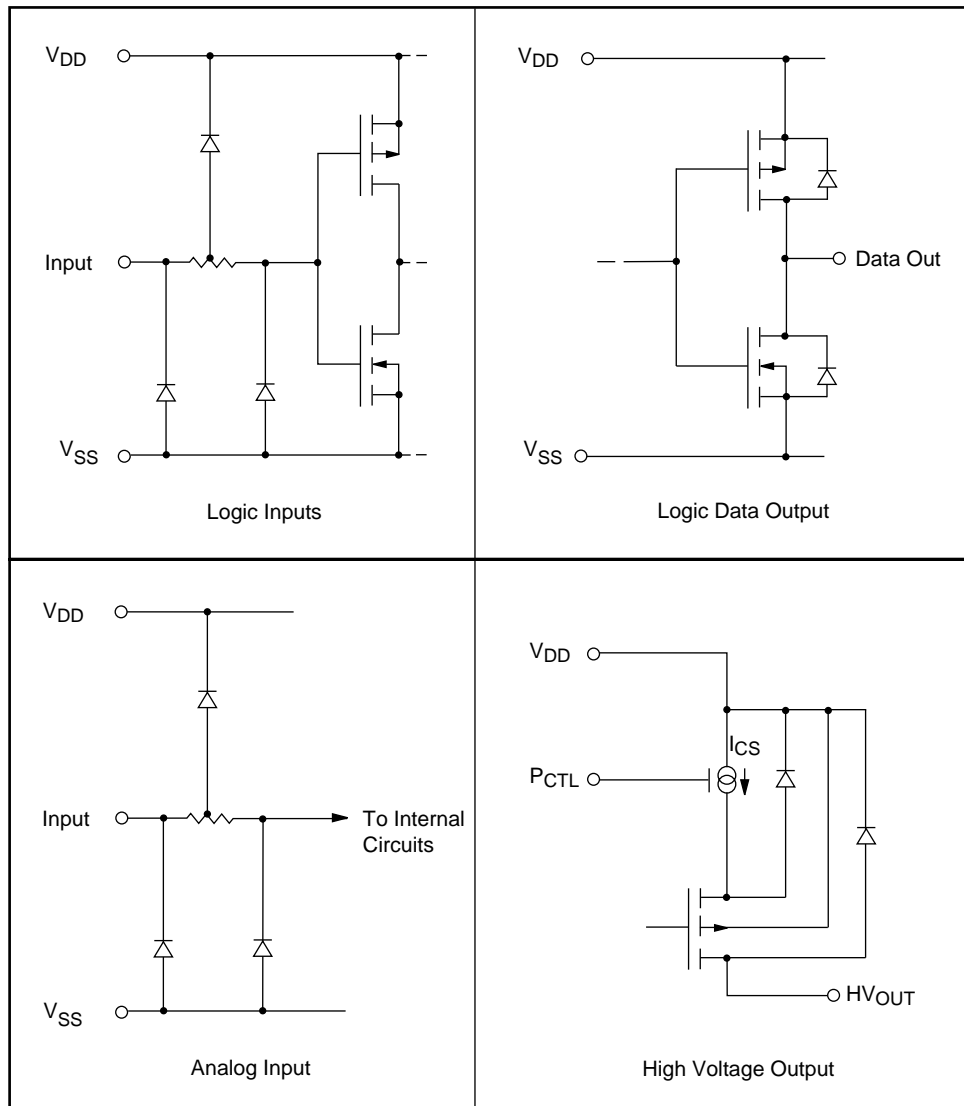 VDD
Input
VSS
Logic Inputs
VDD
Data Out
VSS
Logic Data Output
VDD
Input
To Internal
Circuits
VSS
Analog Input
VDD
ICS
PCTL
HVOUT
High Voltage Output